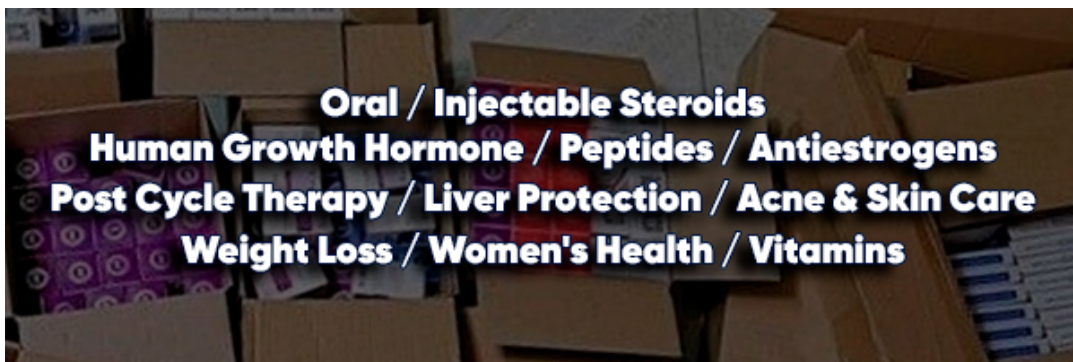 Oral / Injectable Steroids
Human Growth Hormone / Peptides / Antiestrogens
Post Cycle Therapy / Liver Protection / Acne & Skin Care
Weight Loss / Women's Health / Vitamins